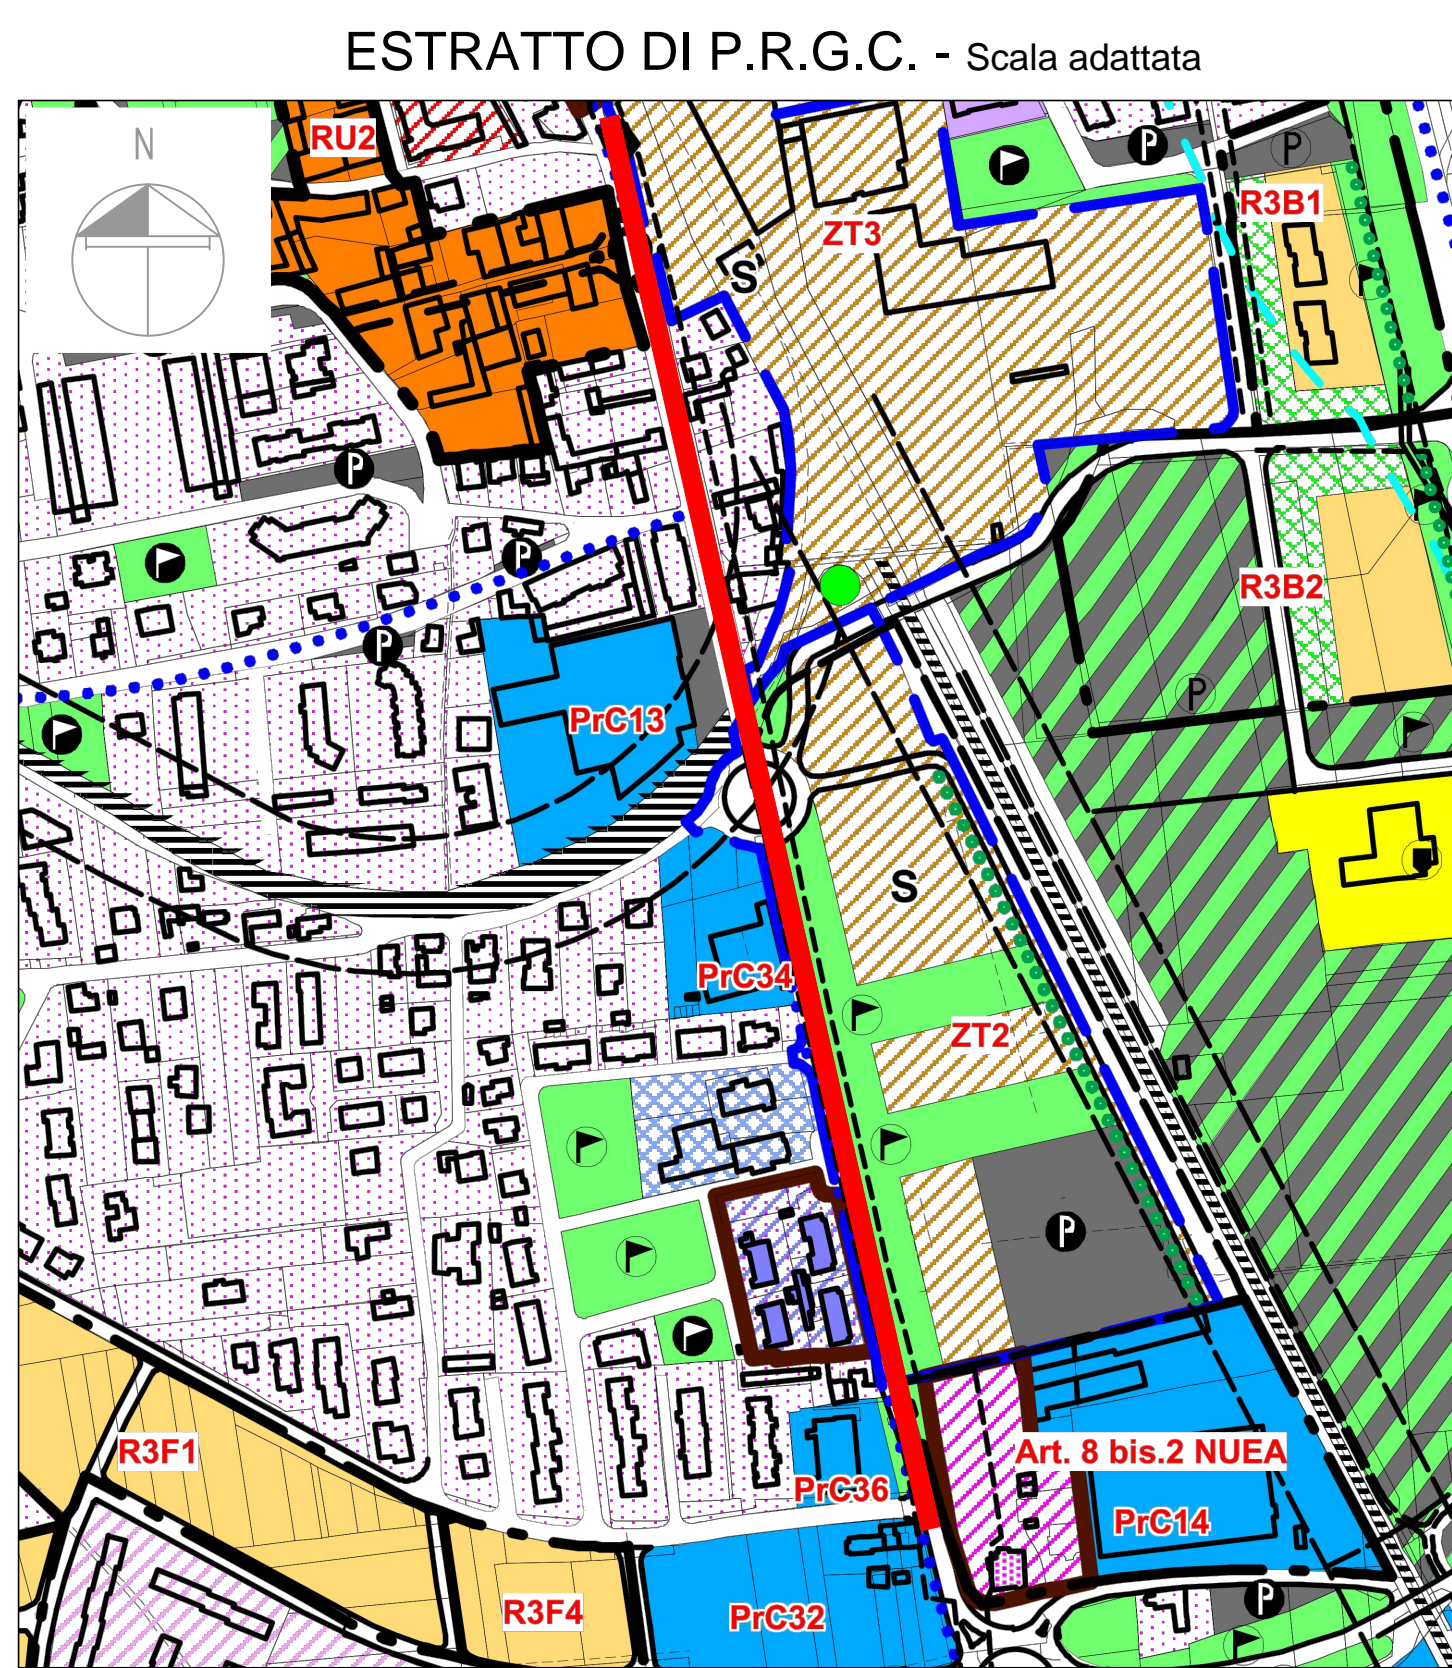 ESTRATTO DI P.R.G.C. - Scala adattata
N
RU2
P
P
R3B1
ZT3
S
P
P
R3B2
P
P
PrC13
S
PrC34
ZT2
P
Art. 8 bis.2 NUEA
R3F1
PrC36
PrC14
P
R3F4
PrC32